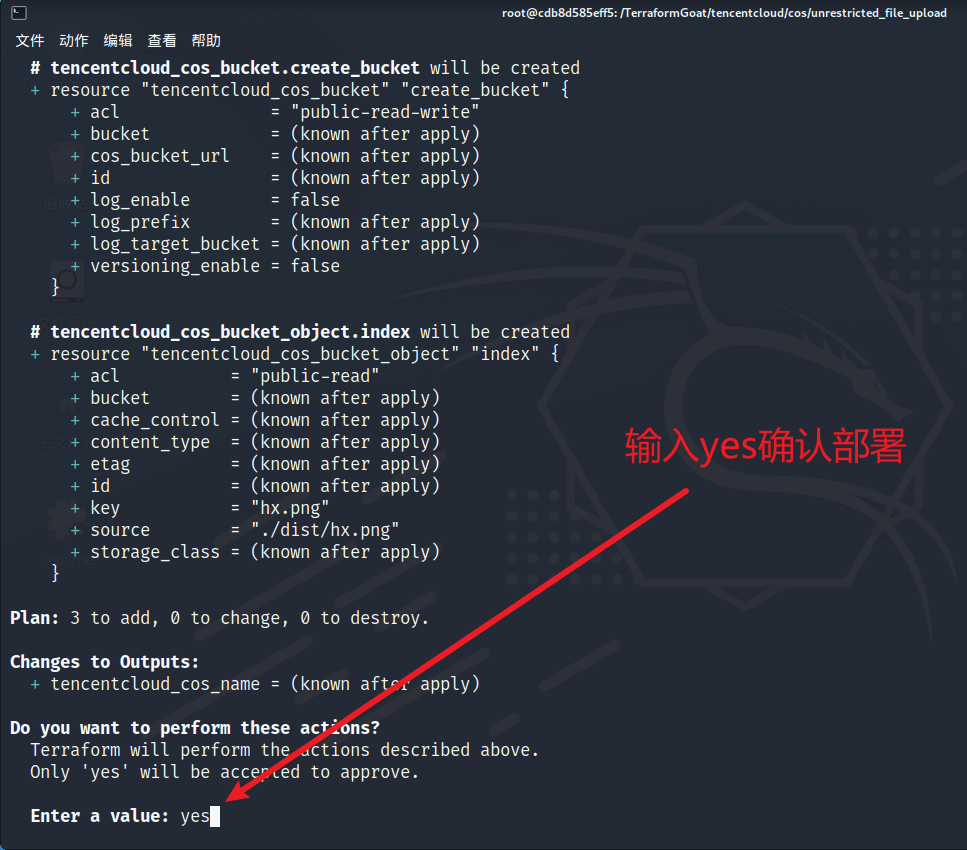 root@cdb8d585eff5: /TerraformGoat/tencentcloud/cos/unrestricted_file_upload
文件 动作 编辑 查看 帮助
# tencentcloud_cos_bucket.create_bucket will be created
+ resource "tencentcloud_cos_bucket" "create_bucket" {
+ acl = "public-read-write"
+ bucket = (known after apply)
+ cos_bucket_url = (known after apply)
+ id = (known after apply)
+ log_enable = false
+ log_prefix = (known after apply)
+ log_target_bucket = (known after apply)
+ versioning_enable = false
}
# tencentcloud_cos_bucket_object.index will be created
+ resource "tencentcloud_cos_bucket_object" "index" {
+ acl = "public-read"
+ bucket = (known after apply)
+ cache_control = (known after apply)
+ content_type = (known after apply)
+ etag = (known after apply)
+ id = (known after apply)
+ key = "hx.png"
+ source = "./dist/hx.png"
+ storage_class = (known after apply)
}
输入yes确认部署
Plan: 3 to add, 0 to change, 0 to destroy.
Changes to Outputs:
+ tencentcloud_cos_name = (known after apply)
Do you want to perform these actions?
Terraform will perform the actions described above.
Only 'yes' will be accepted to approve.
Enter a value: yes